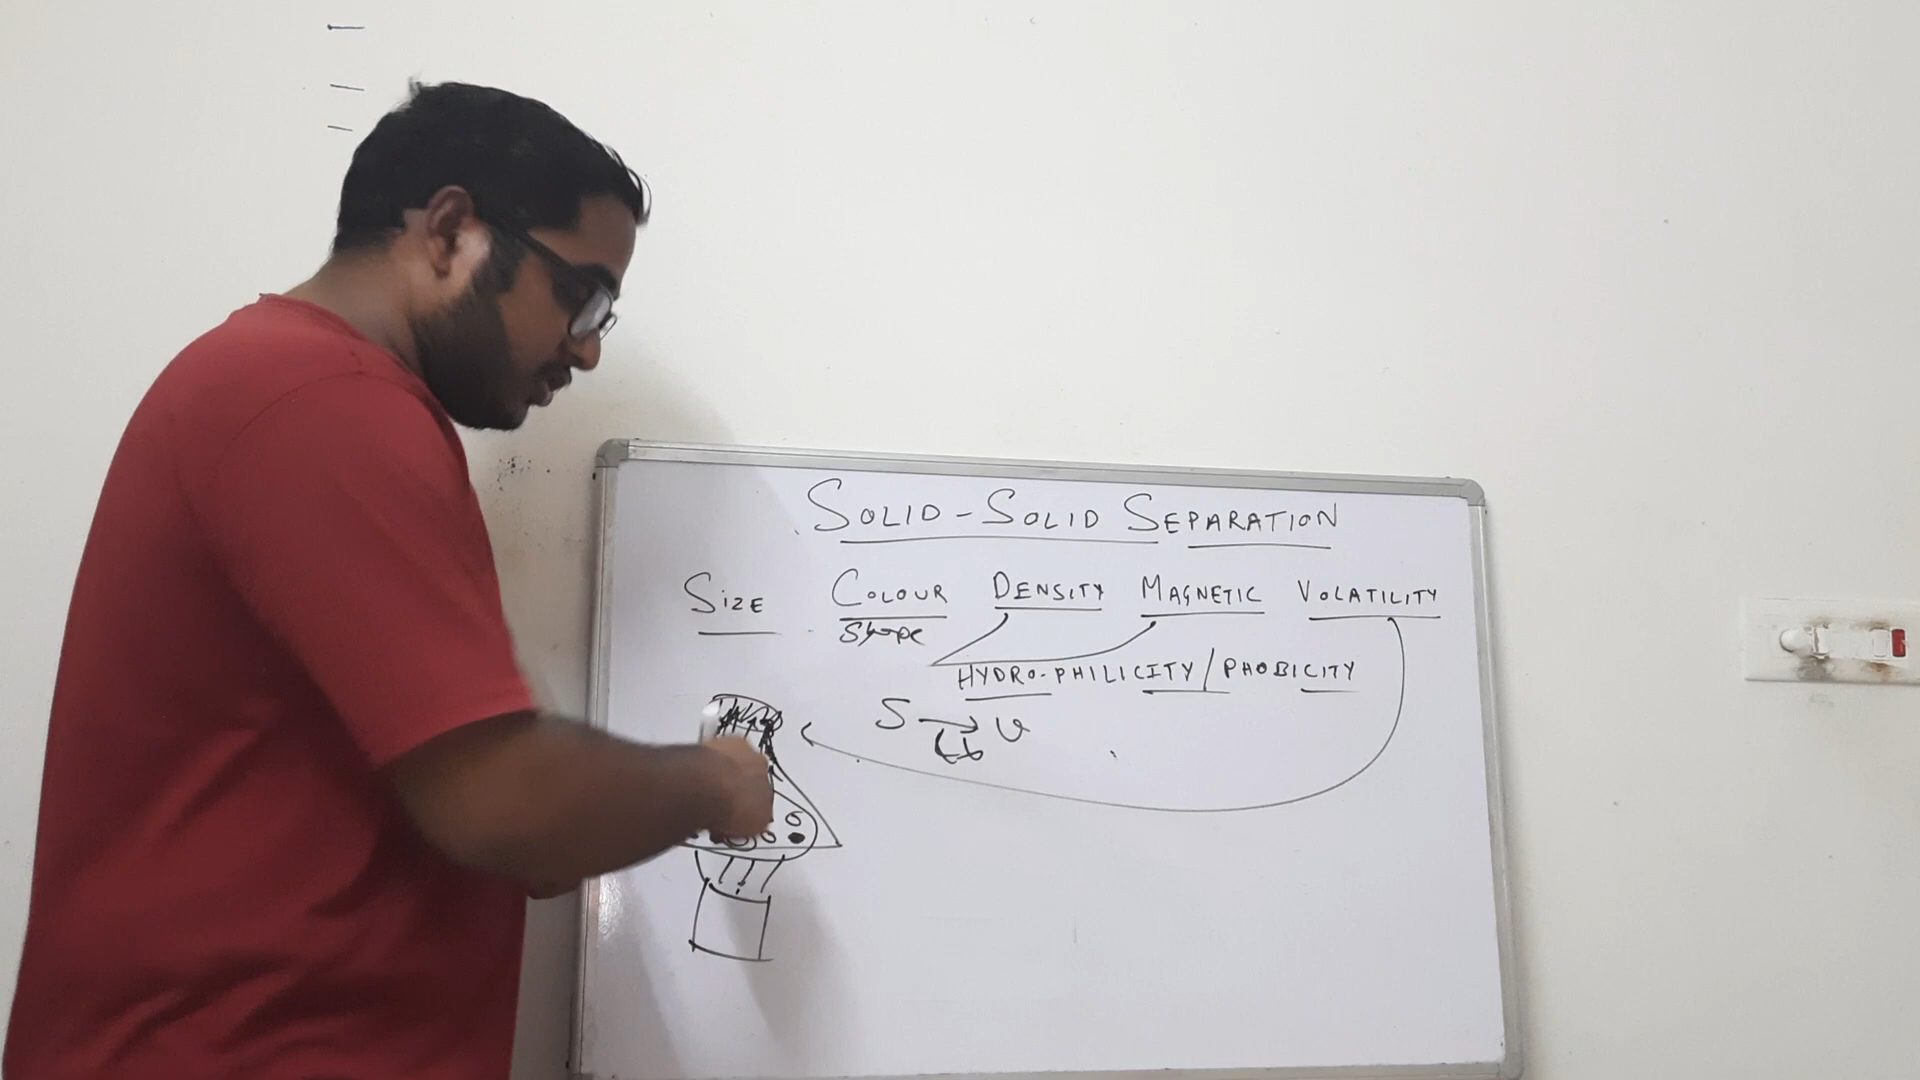 SOLID-SOLID SEPARATION
SIZE COLOUR DENSITY MAGNETIC VOLATILITY
Shape
HYDRO-PHILICITY/PHOBICITY
S → V